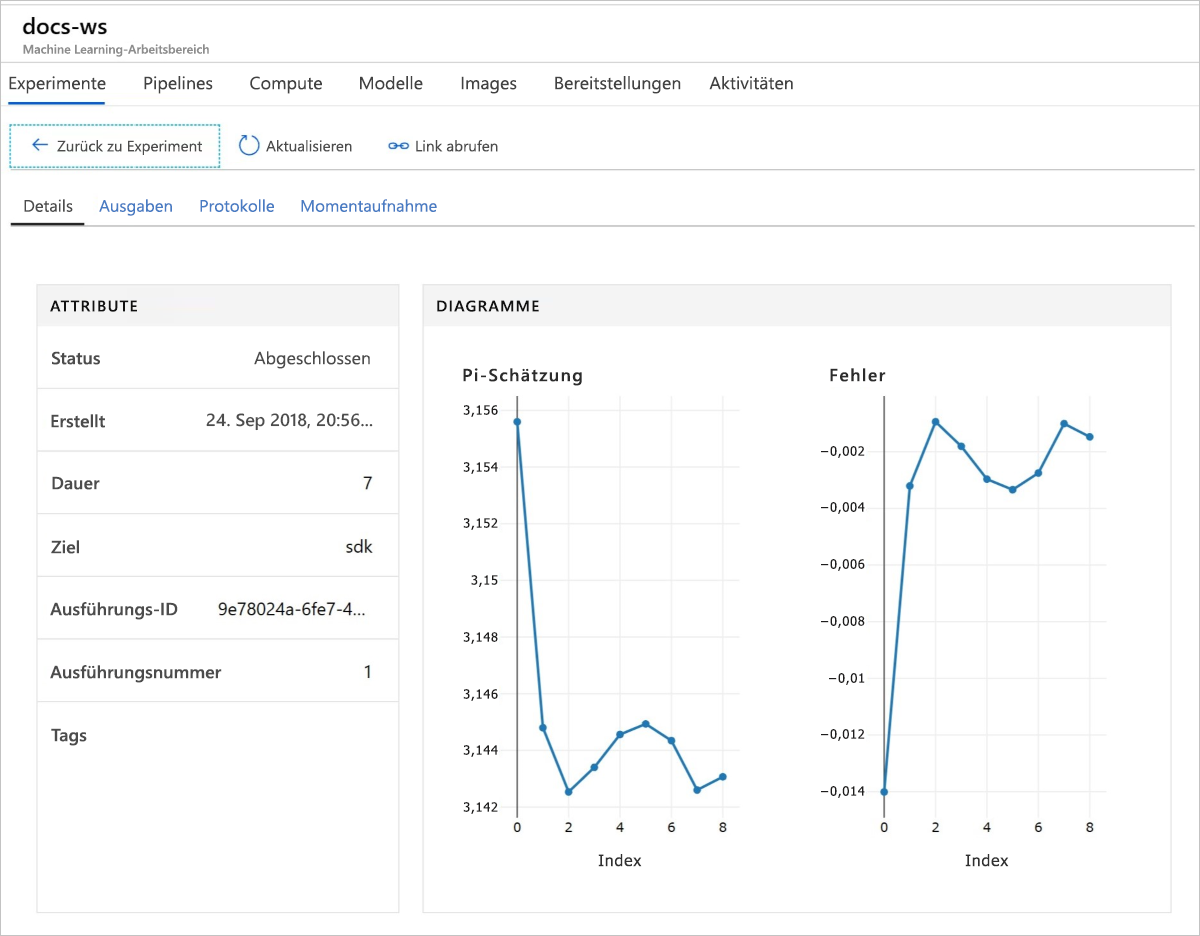 docs-ws
Machine Learning-Arbeitsbereich
Experimente Pipelines Compute Modelle Images Bereitstellungen Aktivitäten
Zurück zu Experiment Aktualisieren Link abrufen
Details Ausgaben Protokolle Momentaufnahme
ATTRIBUTE
Status Abgeschlossen
Erstellt 24. Sep 2018, 20:56...
Dauer 7
Ziel sdk
Ausführungs-ID 9e78024a-6fe7-4...
Ausführungsnummer 1
Tags
DIAGRAMME
Pi-Schätzung
3,156
3,154
3,152
3,15
3,148
3,146
3,144
3,142
0 2 4 6 8
Index
Fehler
−0,002
−0,004
−0,006
−0,008
−0,01
−0,012
−0,014
0 2 4 6 8
Index